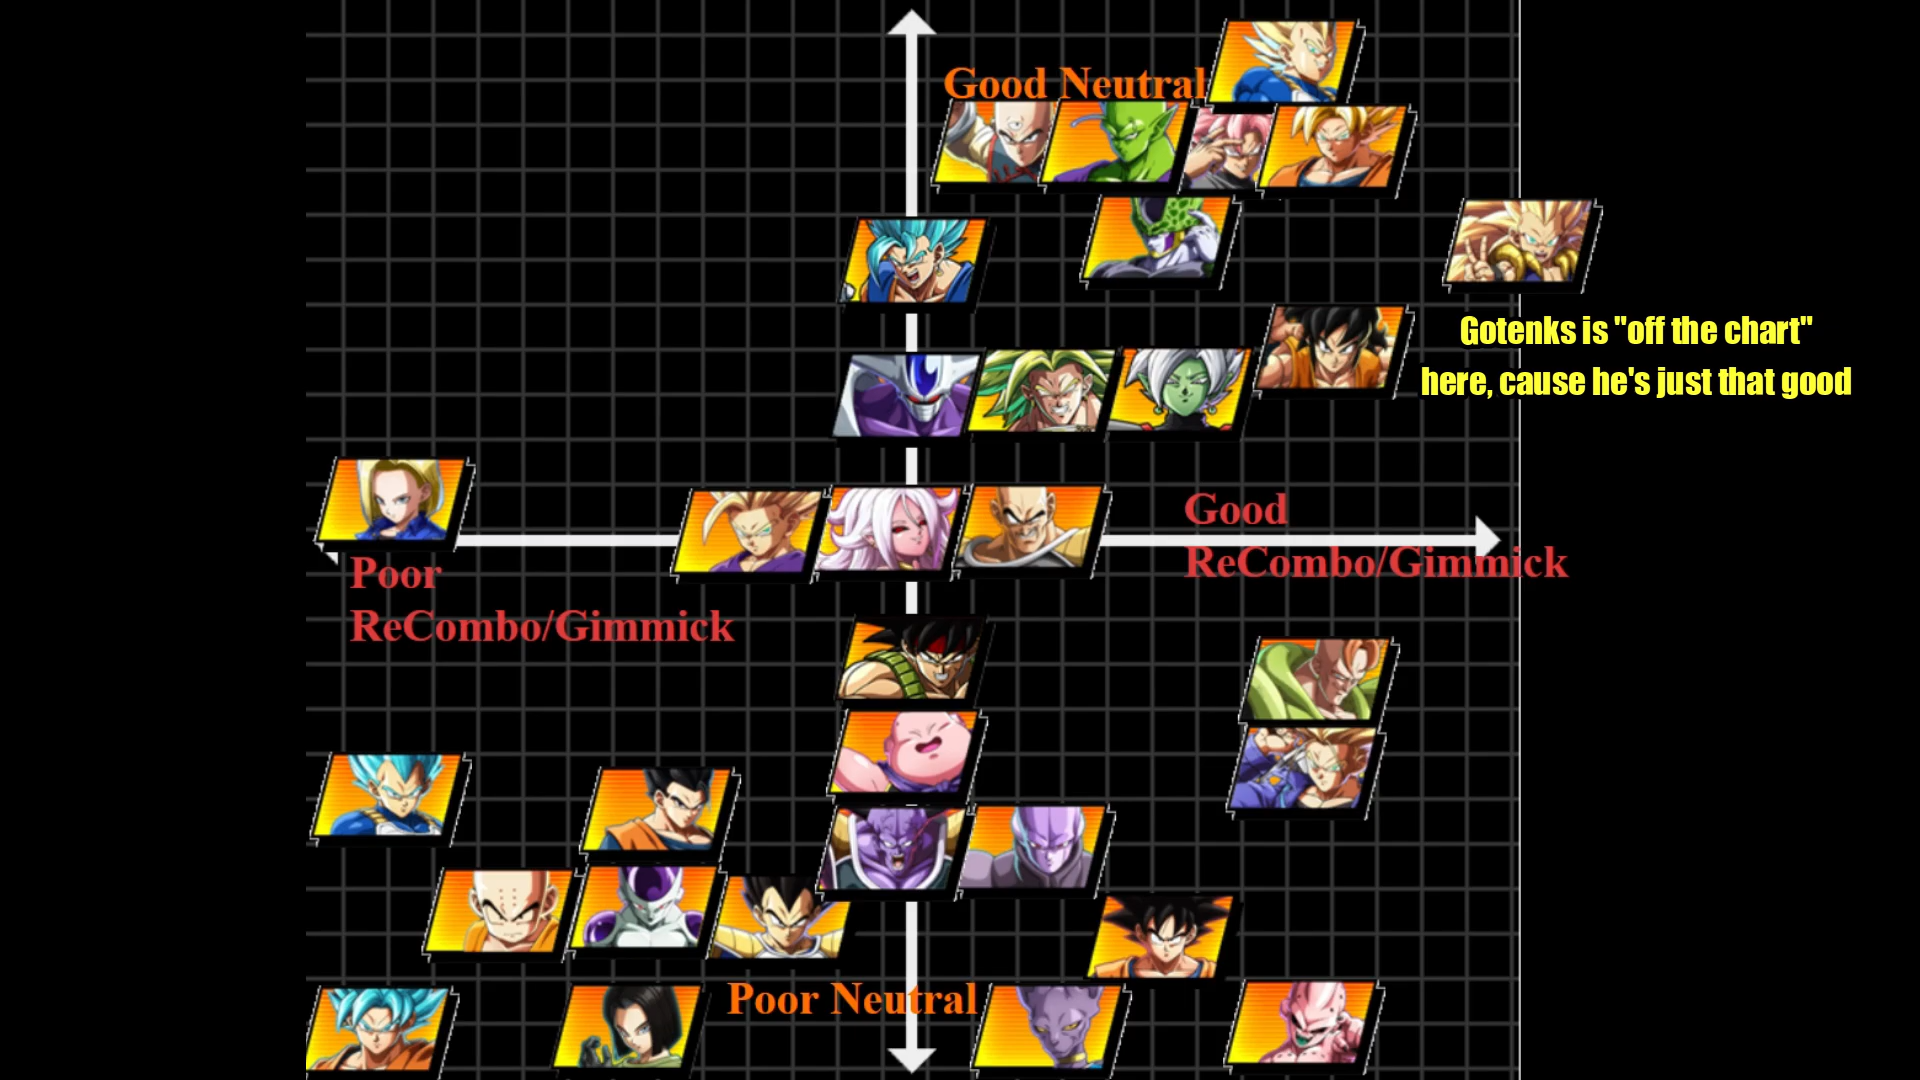 Good Neutral
Gotenks is "off the chart"
here, cause he's just that good
Good
ReCombo/Gimmick
Poor
ReCombo/Gimmick
Poor Neutral